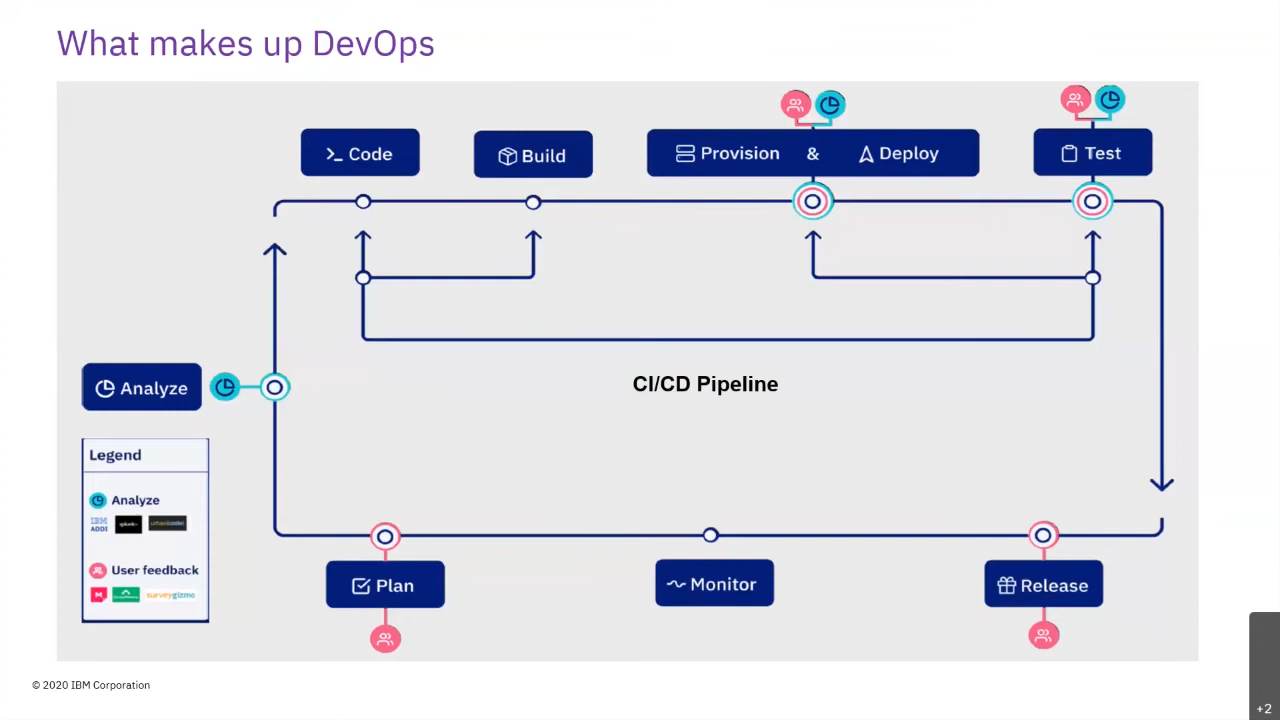 What makes up DevOps
Code
Build
Provision & Deploy
Test
Analyze
CI/CD Pipeline
Legend
Analyze
IBM
ADDI
splunk>
User feedback
surveygizmo
Plan
Monitor
Release
© 2020 IBM Corporation
+2